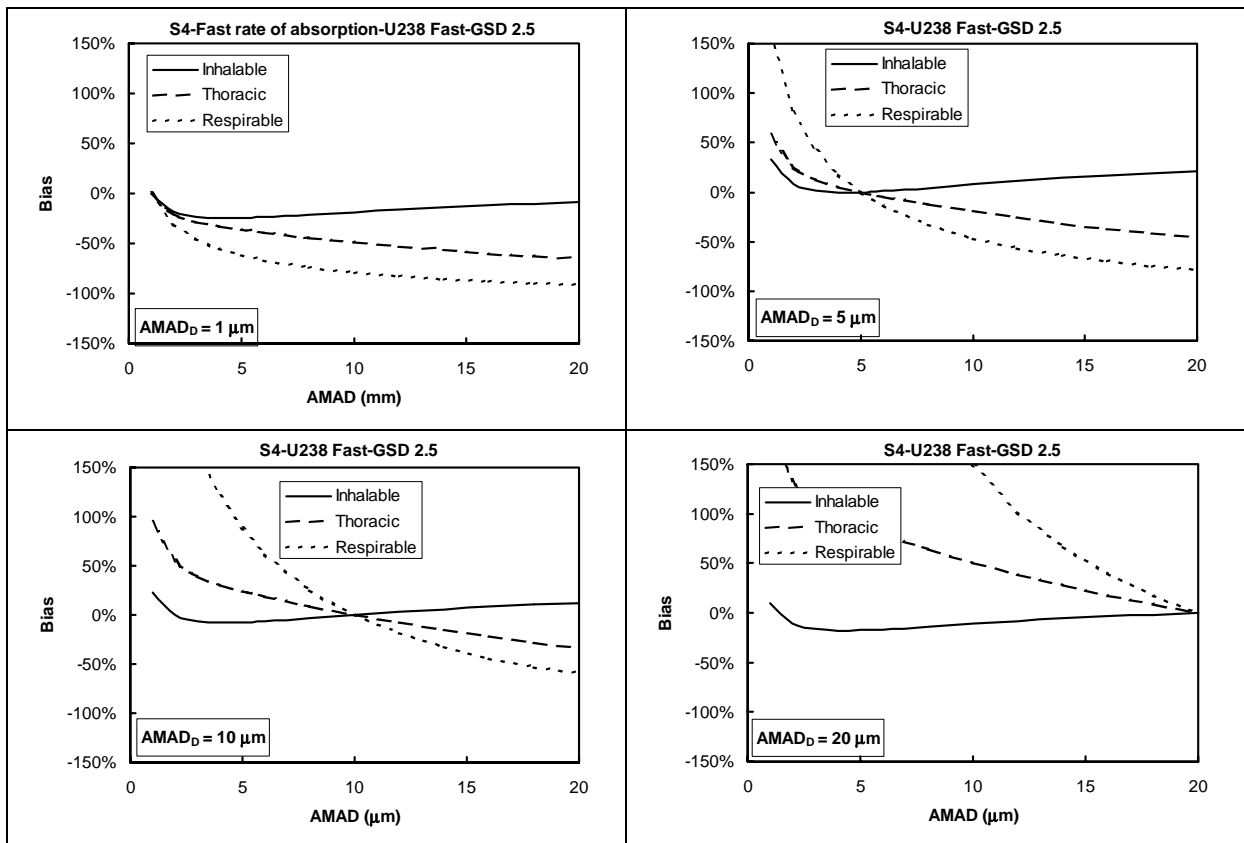 S4-Fast rate of absorption-U238 Fast-GSD 2.5
150%
100%
50%
0%
-50%
-100%
-150%
Bias
Inhalable
Thoracic
Respirable
AMAD_D = 1 μm
0 5 10 15 20
AMAD (mm)
S4-U238 Fast-GSD 2.5
150%
100%
50%
0%
-50%
-100%
-150%
Bias
Inhalable
Thoracic
Respirable
AMAD_D = 5 μm
0 5 10 15 20
S4-U238 Fast-GSD 2.5
150%
100%
50%
0%
-50%
-100%
-150%
Bias
Inhalable
Thoracic
Respirable
AMAD_D = 10 μm
0 5 10 15 20
AMAD (μm)
S4-U238 Fast-GSD 2.5
150%
100%
50%
0%
-50%
-100%
-150%
Bias
Inhalable
Thoracic
Respirable
AMAD_D = 20 μm
0 5 10 15 20
AMAD (μm)